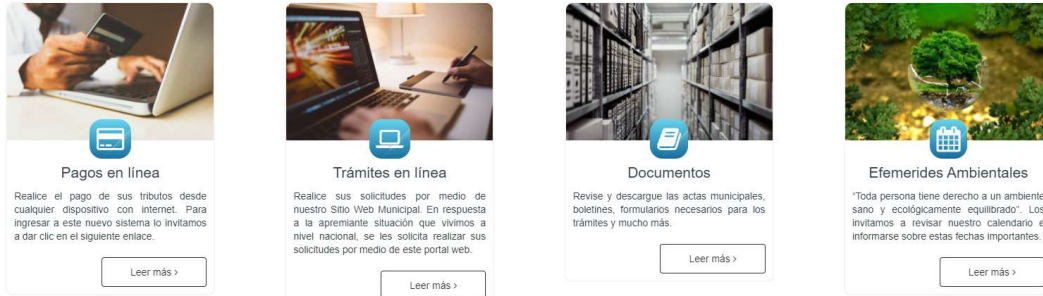 Pagos en línea
Realice el pago de sus tributos desde
cualquier dispositivo con internet. Para
ingresar a este nuevo sistema lo invitamos
a dar clic en el siguiente enlace.
Leer más ›
Trámites en línea
Realice sus solicitudes por medio de
nuestro Sitio Web Municipal. En respuesta
a la apremiante situación que vivimos a
nivel nacional, se les solicita realizar sus
solicitudes por medio de este portal web.
Leer más ›
Documentos
Revise y descargue las actas municipales,
boletines, formularios necesarios para los
trámites y mucho más.
Leer más ›
Efemerides Ambientales
“Toda persona tiene derecho a un ambiente
sano y ecológicamente equilibrado”. Los
invitamos a revisar nuestro calendario e
informarse sobre estas fechas importantes.
Leer más ›